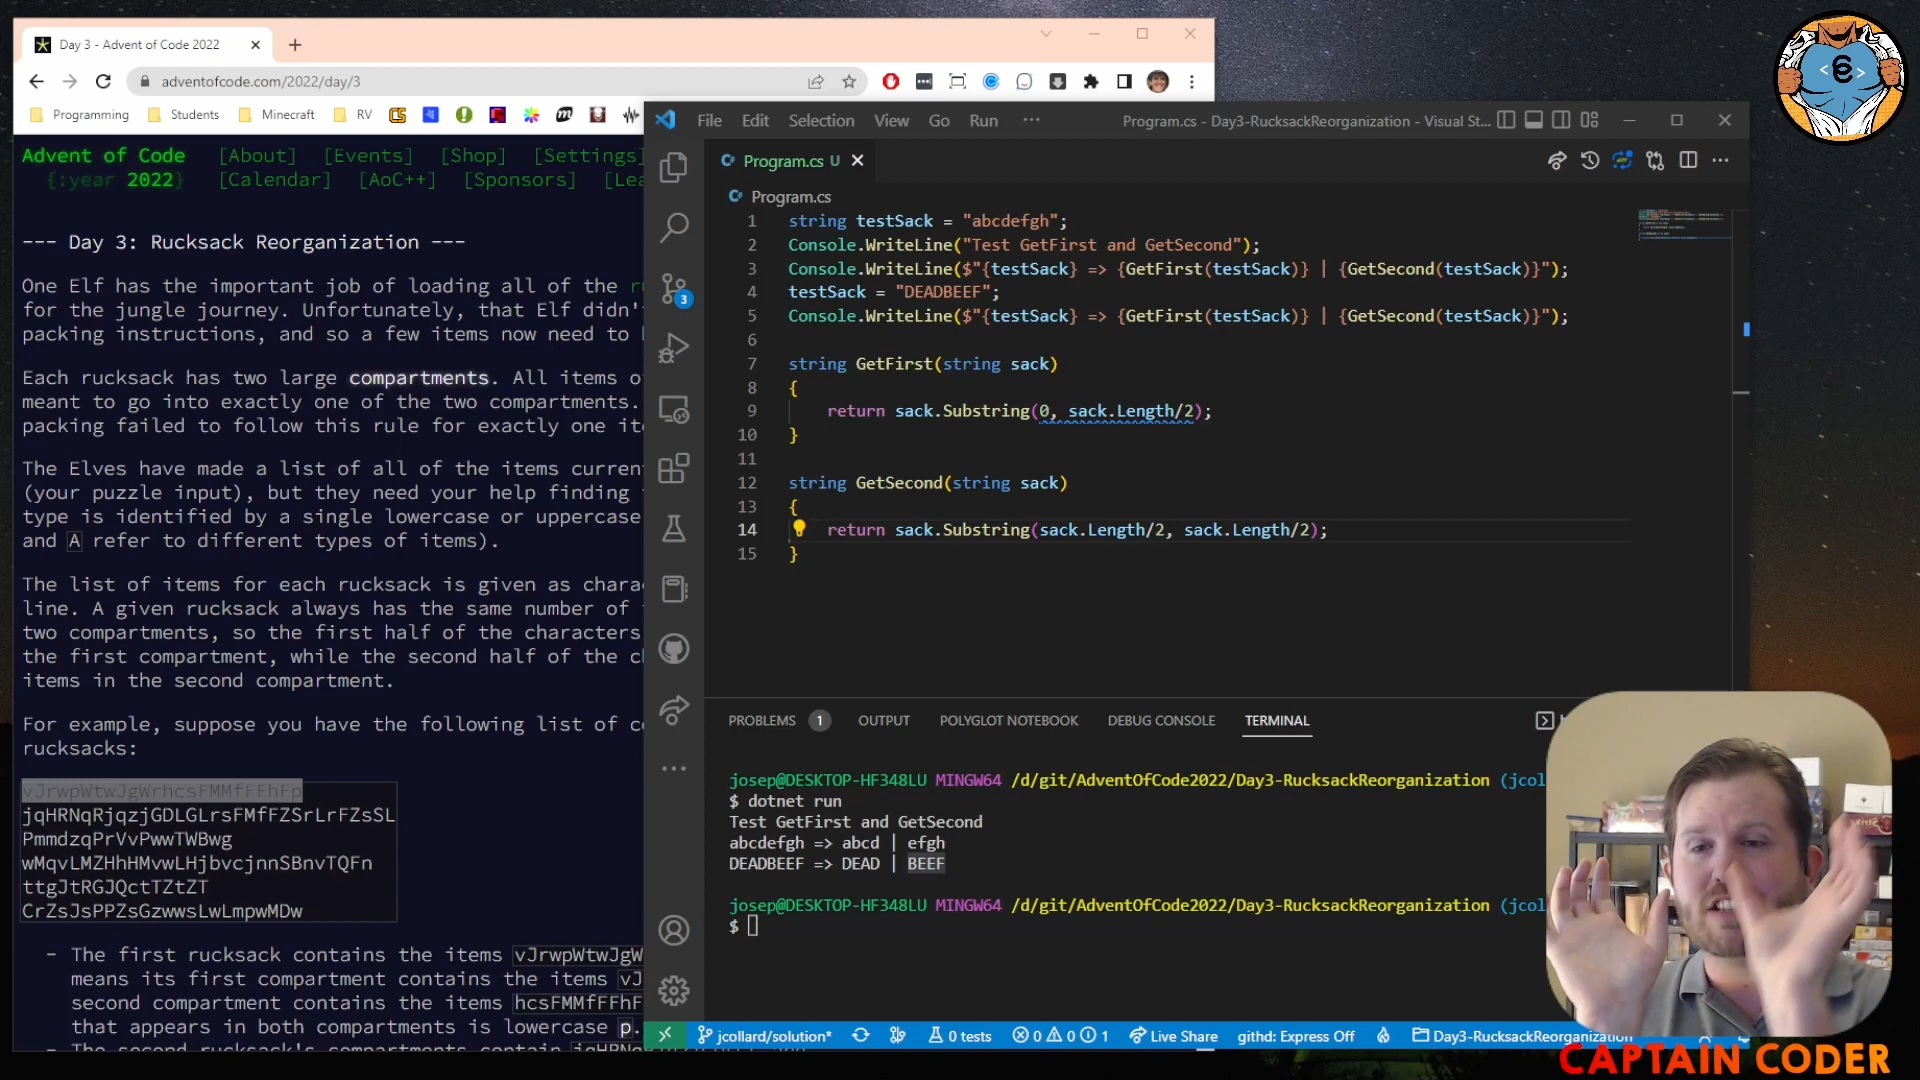 Day 3 - Advent of Code 2022
adventofcode.com/2022/day/3
Programming Students Minecraft RV
Advent of Code [About] [Events] [Shop] [Settings]
{:year 2022} [Calendar] [AoC++] [Sponsors] [Lea
--- Day 3: Rucksack Reorganization ---
One Elf has the important job of loading all of the r
for the jungle journey. Unfortunately, that Elf didn'
packing instructions, and so a few items now need to
Each rucksack has two large compartments. All items o
meant to go into exactly one of the two compartments.
packing failed to follow this rule for exactly one ite
The Elves have made a list of all of the items curren
(your puzzle input), but they need your help finding
type is identified by a single lowercase or uppercase
and A refer to different types of items).
The list of items for each rucksack is given as chara
line. A given rucksack always has the same number of
two compartments, so the first half of the characters
the first compartment, while the second half of the c
items in the second compartment.
For example, suppose you have the following list of c
rucksacks:
vJrwpWtwJgWrhcsFMMfFFhFp
jqHRNqRjqzjGDLGLrsFMfFZSrLrFZsSL
PmmdzqPrVvPwwTWBwg
wMqvLMZHhHMvwLHjbvcjnnSBnvTQFn
ttgJtRGJQctTZtZT
CrZsJsPPZsGzwwsLwLmpwMDw
- The first rucksack contains the items vJrwpWtwJgW
means its first compartment contains the items vJ
second compartment contains the items hcsFMMfFFhF
that appears in both compartments is lowercase p.
- The second rucksack's compartments contain jqHRNq
File Edit Selection View Go Run ··· Program.cs - Day3-RucksackReorganization - Visual St...
Program.cs U
Program.cs
1 string testSack = "abcdefgh";
2 Console.WriteLine("Test GetFirst and GetSecond");
3 Console.WriteLine($"{testSack} => {GetFirst(testSack)} | {GetSecond(testSack)}");
4 testSack = "DEADBEEF";
5 Console.WriteLine($"{testSack} => {GetFirst(testSack)} | {GetSecond(testSack)}");
6
7 string GetFirst(string sack)
8 {
9 return sack.Substring(0, sack.Length/2);
10 }
11
12 string GetSecond(string sack)
13 {
14 return sack.Substring(sack.Length/2, sack.Length/2);
15 }
3
PROBLEMS 1 OUTPUT POLYGLOT NOTEBOOK DEBUG CONSOLE TERMINAL
josep@DESKTOP-HF348LU MINGW64 /d/git/AdventOfCode2022/Day3-RucksackReorganization (jcol
$ dotnet run
Test GetFirst and GetSecond
abcdefgh => abcd | efgh
DEADBEEF => DEAD | BEEF
josep@DESKTOP-HF348LU MINGW64 /d/git/AdventOfCode2022/Day3-RucksackReorganization (jcol
$
jcollard/solution* 0 tests 0 0 1 Live Share githd: Express Off Day3-RucksackReorganization
CAPTAIN CODER